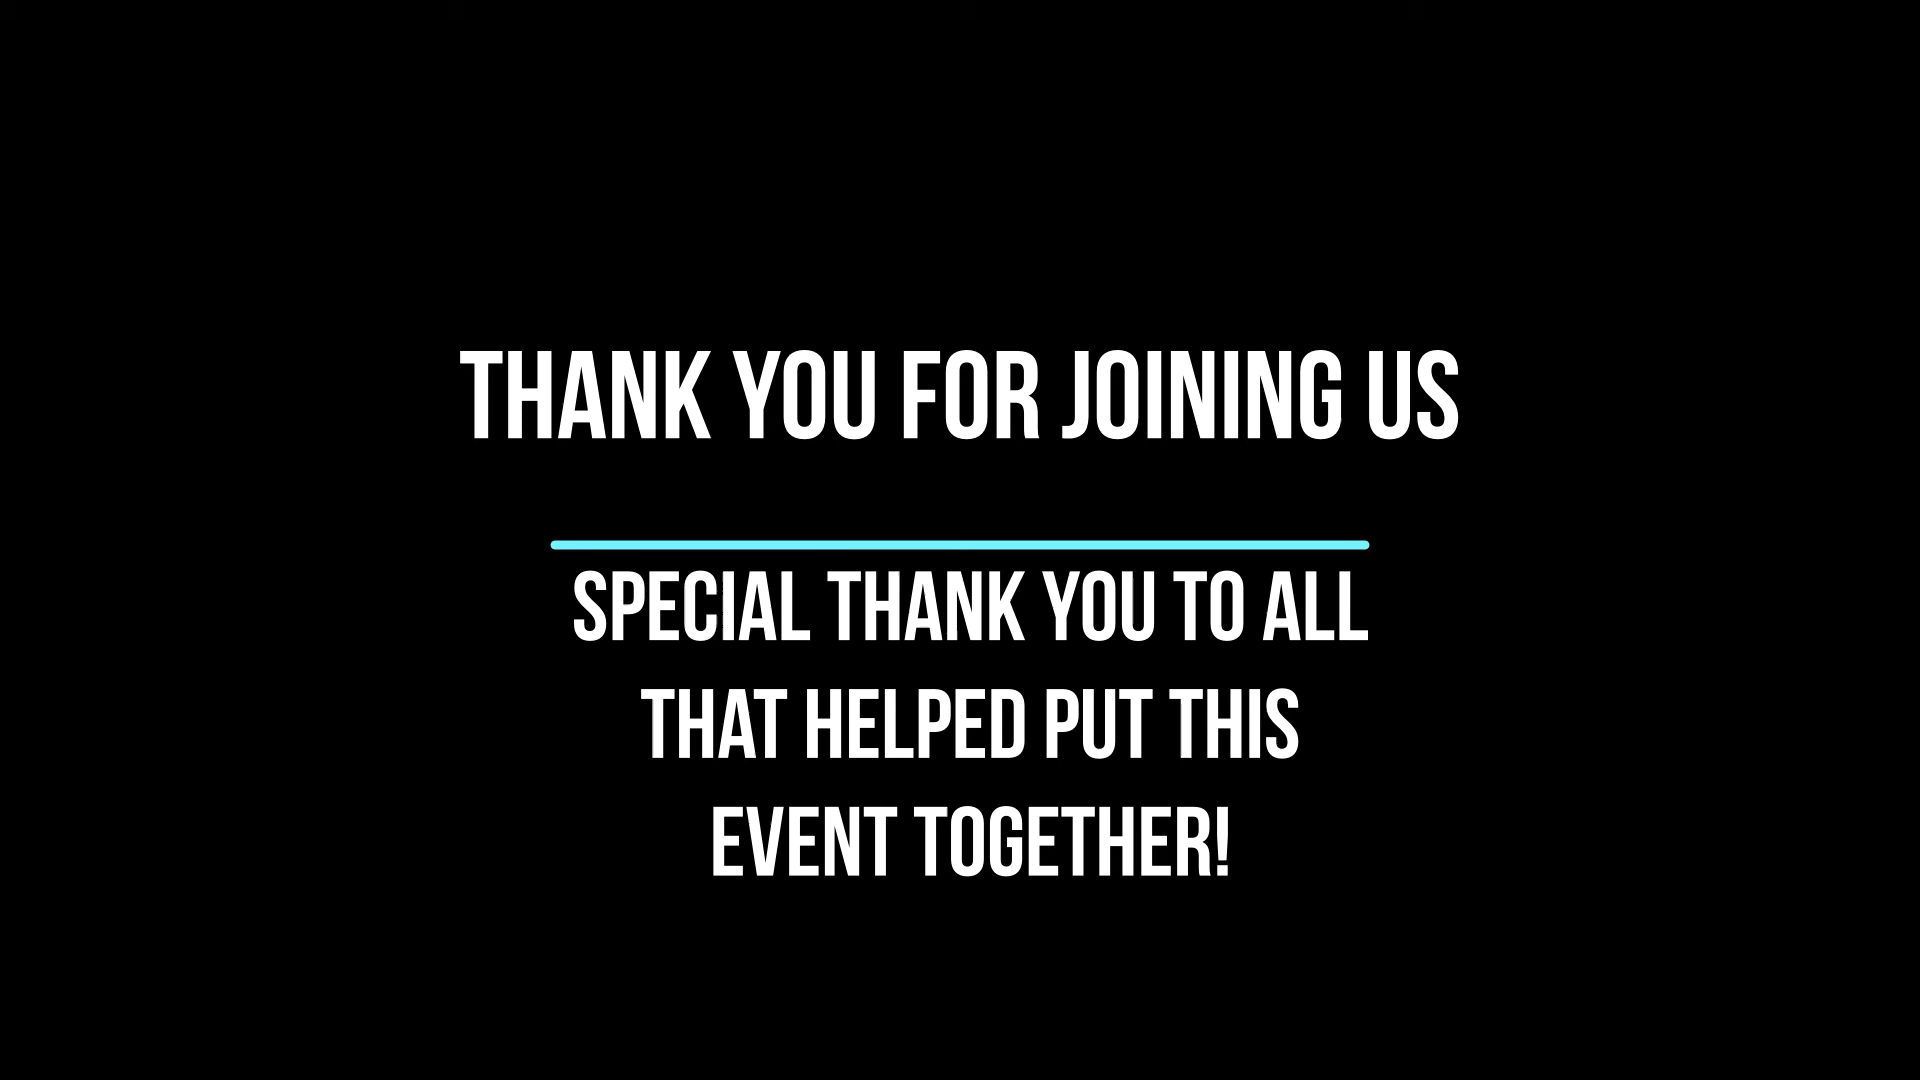 THANK YOU FOR JOINING US
SPECIAL THANK YOU TO ALL
THAT HELPED PUT THIS
EVENT TOGETHER!